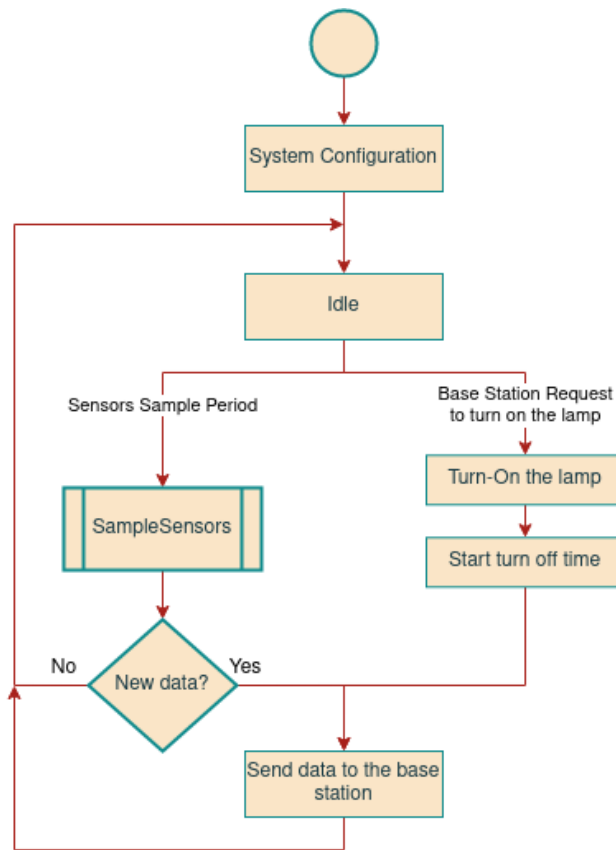 System Configuration
Idle
Sensors Sample Period
Base Station Request
to turn on the lamp
Turn-On the lamp
SampleSensors
Start turn off time
No
New data?
Yes
Send data to the base
station